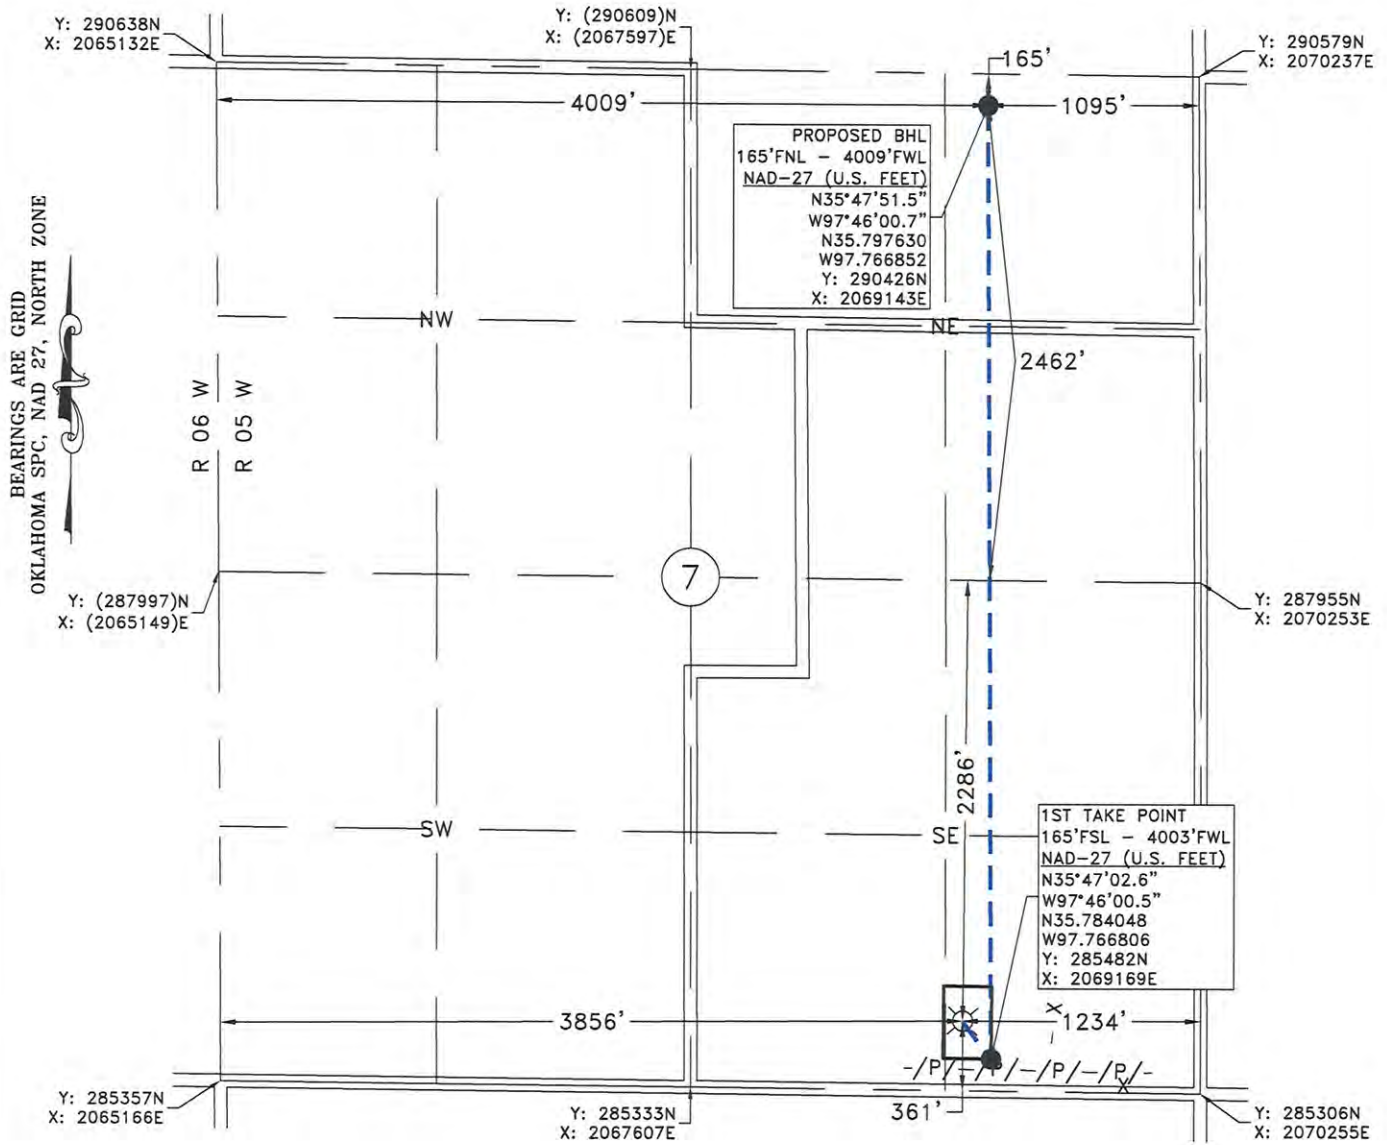 Y: 290638N
X: 2065132E
Y: (290609)N
X: (2067597)E
Y: 290579N
X: 2070237E
165'
4009'
1095'
PROPOSED BHL
165'FNL - 4009'FWL
NAD-27 (U.S. FEET)
N35°47'51.5"
W97°46'00.7"
N35.797630
W97.766852
Y: 290426N
X: 2069143E
BEARINGS ARE GRID
OKLAHOMA SPC, NAD 27, NORTH ZONE
NW
NE
2462'
R 06 W
R 05 W
7
Y: (287997)N
X: (2065149)E
Y: 287955N
X: 2070253E
2286'
SW
SE
1ST TAKE POINT
165'FSL - 4003'FWL
NAD-27 (U.S. FEET)
N35°47'02.6"
W97°46'00.5"
N35.784048
W97.766806
Y: 285482N
X: 2069169E
3856'
X
1234'
-/P/-/ /-/P/-/P/-
X
361'
Y: 285357N
X: 2065166E
Y: 285333N
X: 2067607E
Y: 285306N
X: 2070255E